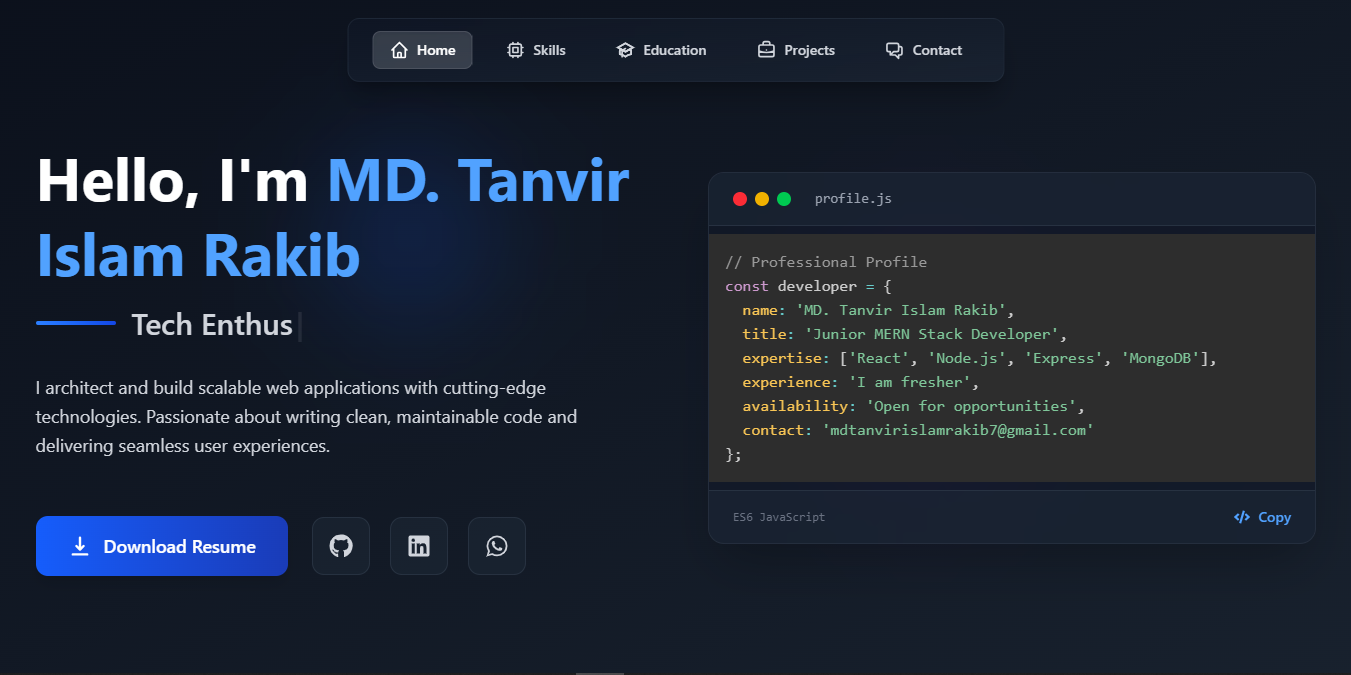 Home Skills Education Projects Contact
Hello, I'm MD. Tanvir
Islam Rakib
Tech Enthus
I architect and build scalable web applications with cutting-edge
technologies. Passionate about writing clean, maintainable code and
delivering seamless user experiences.
Download Resume
profile.js
// Professional Profile
const developer = {
  name: 'MD. Tanvir Islam Rakib',
  title: 'Junior MERN Stack Developer',
  expertise: ['React', 'Node.js', 'Express', 'MongoDB'],
  experience: 'I am fresher',
  availability: 'Open for opportunities',
  contact: 'mdtanvirislamrakib7@gmail.com'
};
ES6 JavaScript
Copy